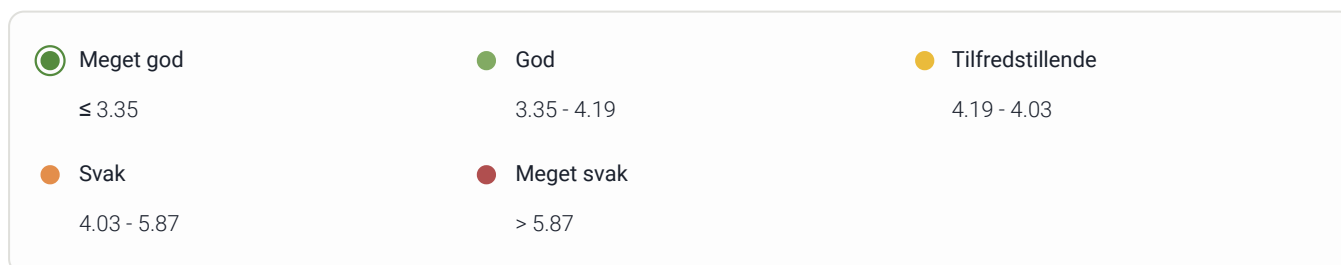 Meget god
≤ 3.35
God
3.35 - 4.19
Tilfredstillende
4.19 - 4.03
Svak
4.03 - 5.87
Meget svak
> 5.87